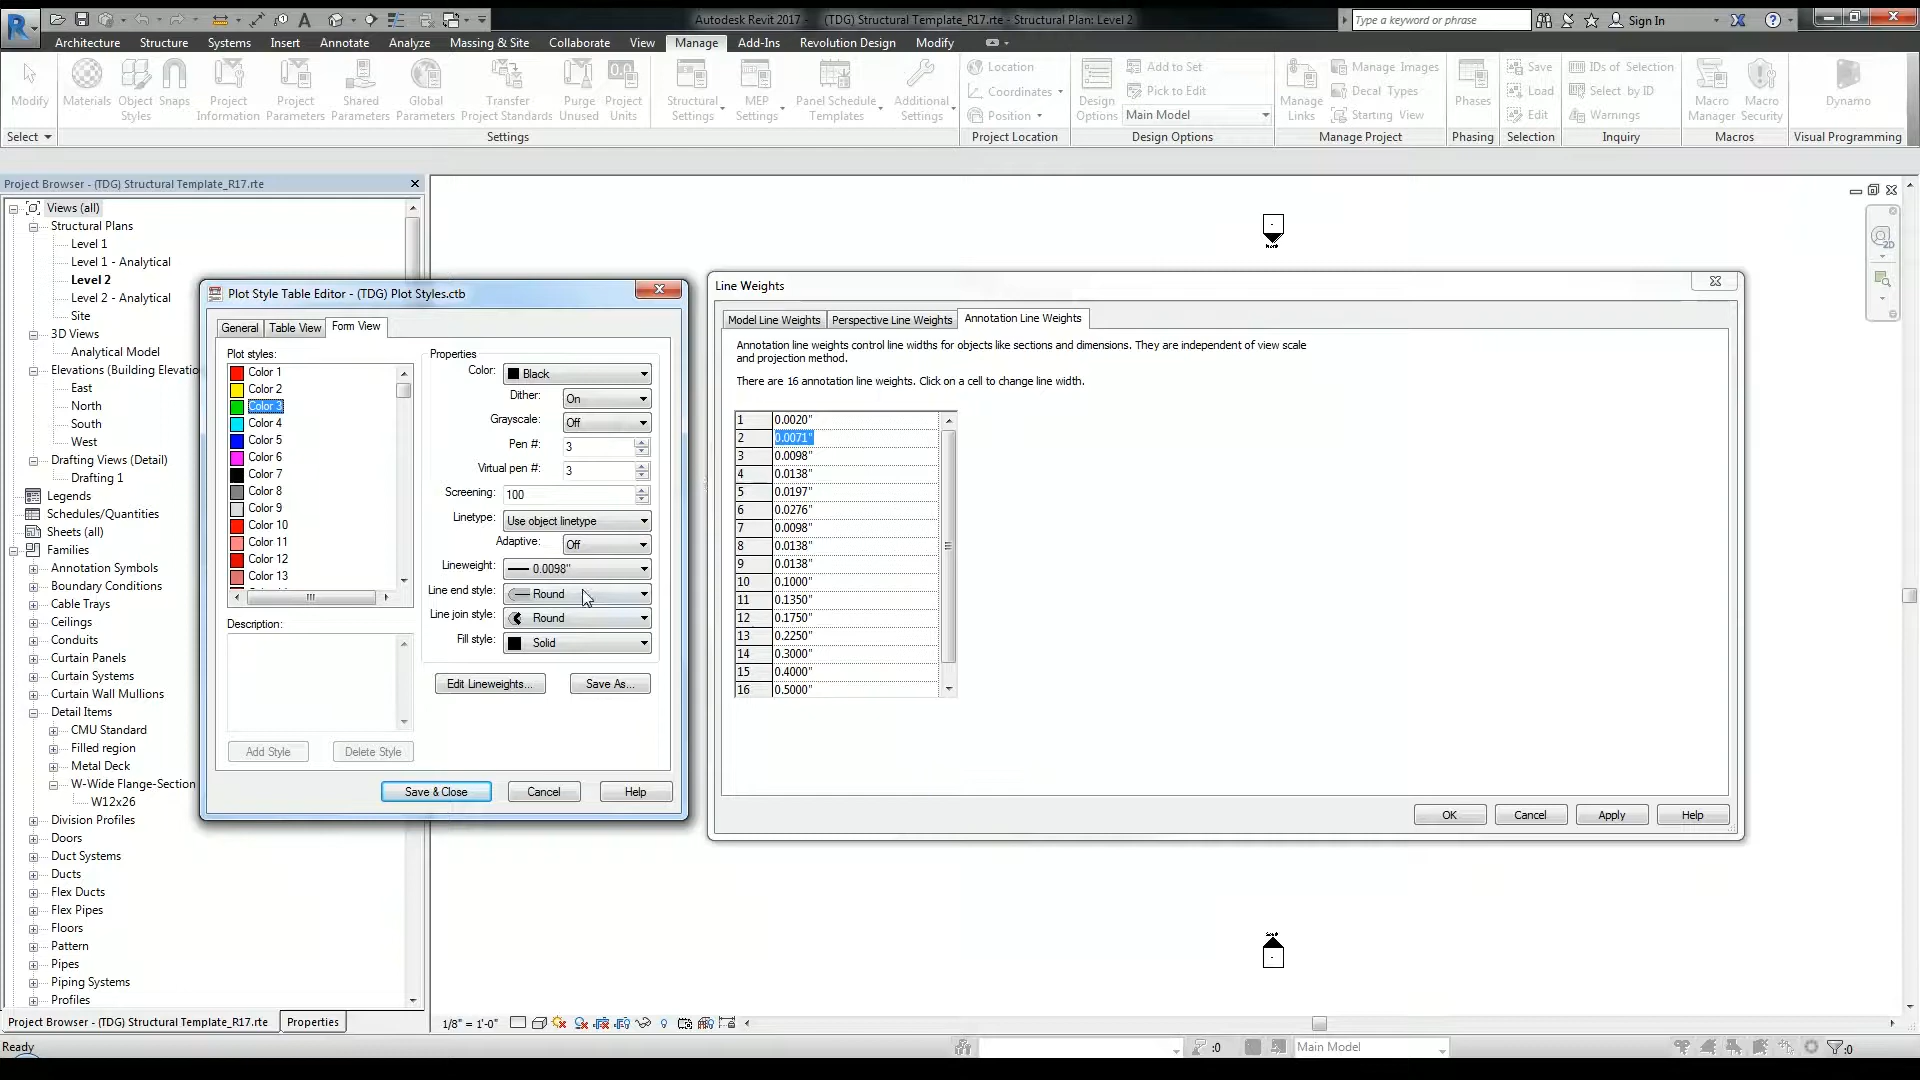 Autodesk Revit 2017 - (TDG) Structural Template_R17.rte - Structural Plan: Level 2
Type a keyword or phrase
Sign In
Architecture Structure Systems Insert Annotate Analyze Massing & Site Collaborate View Manage Add-Ins Revolution Design Modify
Modify
Materials
Object Styles
Snaps
Project Information
Project Parameters
Shared Parameters
Global Parameters
Transfer Project Standards
Purge Unused
Project Units
Structural Settings
MEP Settings
Panel Schedule Templates
Additional Settings
Location
Coordinates
Position
Design Options
Add to Set
Pick to Edit
Main Model
Manage Links
Manage Images
Decal Types
Starting View
Phases
Save
Load
Edit
IDs of Selection
Select by ID
Warnings
Macro Manager
Macro Security
Dynamo
Select
Settings
Project Location
Design Options
Manage Project
Phasing
Selection
Inquiry
Macros
Visual Programming
Project Browser - (TDG) Structural Template_R17.rte
Views (all)
Structural Plans
Level 1
Level 1 - Analytical
Level 2
Level 2 - Analytical
Site
3D Views
Analytical Model
Elevations (Building Elevatio
East
North
South
West
Drafting Views (Detail)
Drafting 1
Legends
Schedules/Quantities
Sheets (all)
Families
Annotation Symbols
Boundary Conditions
Cable Trays
Ceilings
Conduits
Curtain Panels
Curtain Systems
Curtain Wall Mullions
Detail Items
CMU Standard
Filled region
Metal Deck
W-Wide Flange-Section
W12x26
Division Profiles
Doors
Duct Systems
Ducts
Flex Ducts
Flex Pipes
Floors
Pattern
Pipes
Piping Systems
Profiles
Project Browser - (TDG) Structural Template_R17.rte
Properties
Plot Style Table Editor - (TDG) Plot Styles.ctb
General
Table View
Form View
Plot styles:
Color 1
Color 2
Color 3
Color 4
Color 5
Color 6
Color 7
Color 8
Color 9
Color 10
Color 11
Color 12
Color 13
Description:
Add Style
Delete Style
Properties
Color: Black
Dither: On
Grayscale: Off
Pen #: 3
Virtual pen #: 3
Screening: 100
Linetype: Use object linetype
Adaptive: Off
Lineweight: 0.0098"
Line end style: Round
Line join style: Round
Fill style: Solid
Edit Lineweights...
Save As...
Save & Close
Cancel
Help
Line Weights
Model Line Weights
Perspective Line Weights
Annotation Line Weights
Annotation line weights control line widths for objects like sections and dimensions. They are independent of view scale
and projection method.
There are 16 annotation line weights. Click on a cell to change line width.
1 0.0020"
2 0.0071"
3 0.0098"
4 0.0138"
5 0.0197"
6 0.0276"
7 0.0098"
8 0.0138"
9 0.0138"
10 0.1000"
11 0.1350"
12 0.1750"
13 0.2250"
14 0.3000"
15 0.4000"
16 0.5000"
OK
Cancel
Apply
Help
1/8" = 1'-0"
Ready
:0
Main Model
:0